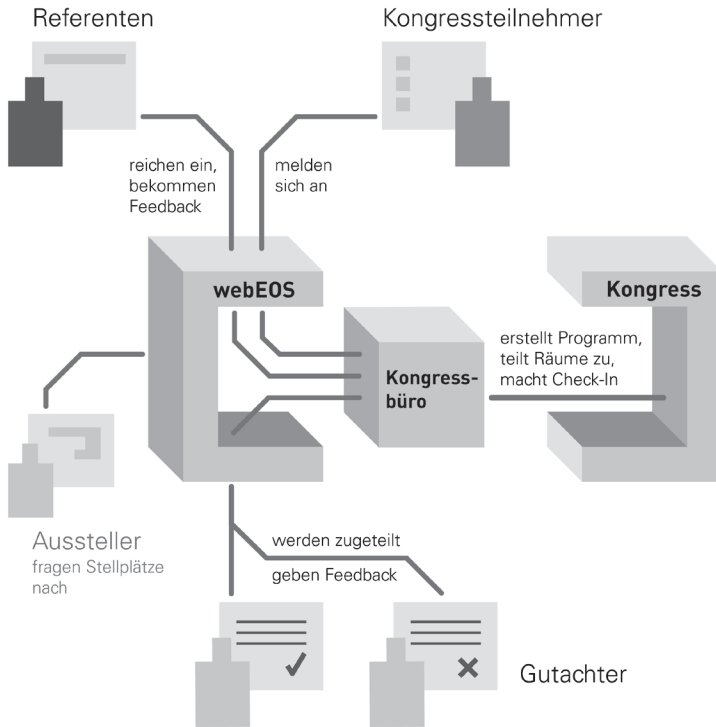 Referenten
Kongressteilnehmer
reichen ein,
bekommen
Feedback
melden
sich an
webEOS
Kongress
Kongress-
büro
erstellt Programm,
teilt Räume zu,
macht Check-In
Aussteller
fragen Stellplätze
nach
werden zugeteilt
geben Feedback
Gutachter